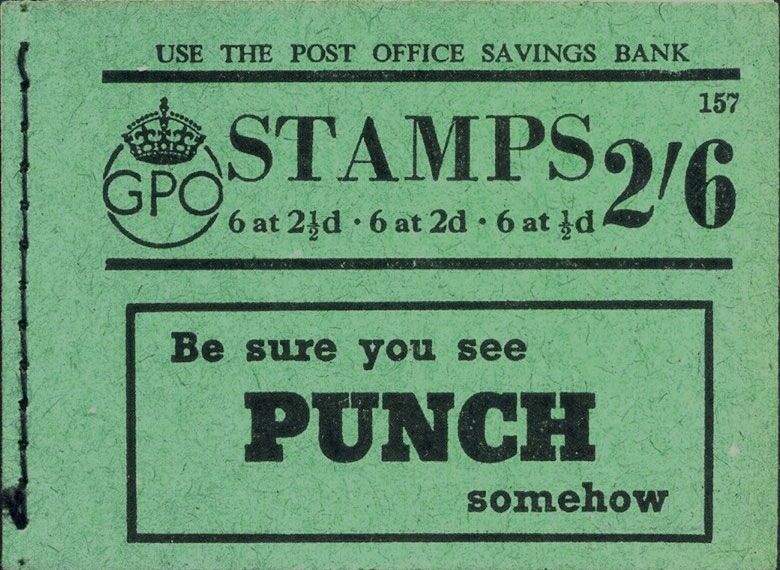 USE THE POST OFFICE SAVINGS BANK
157
GPO
STAMPS 2/6
6 at 2½d · 6 at 2d · 6 at ½d
Be sure you see
PUNCH
somehow